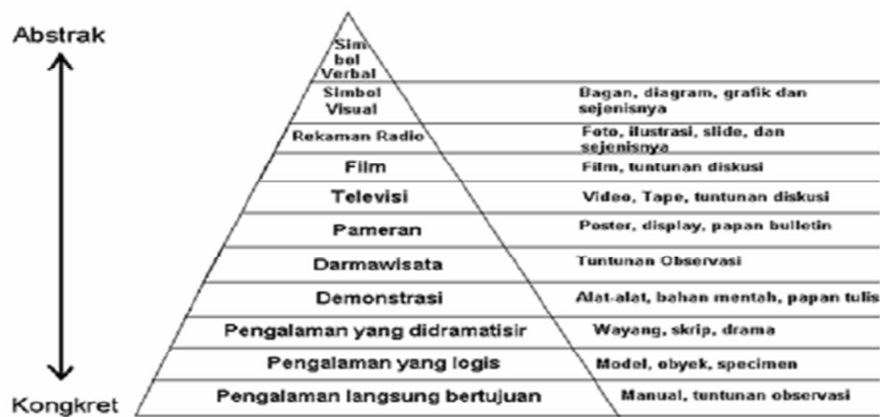 Abstrak
Sim
bol
Verbal
Simbol
Visual
Bagan, diagram, grafik dan
sejenisnya
Rekaman Radio
Foto, ilustrasi, slide, dan
sejenisnya
Film
Film, tuntunan diskusi
Televisi
Video, Tape, tuntunan diskusi
Pameran
Poster, display, papan bulletin
Darmawisata
Tuntunan Observasi
Demonstrasi
Alat-alat, bahan mentah, papan tulis
Pengalaman yang didramatisir
Wayang, skrip, drama
Pengalaman yang logis
Model, obyek, specimen
Pengalaman langsung bertujuan
Manual, tuntunan observasi
Kongkret